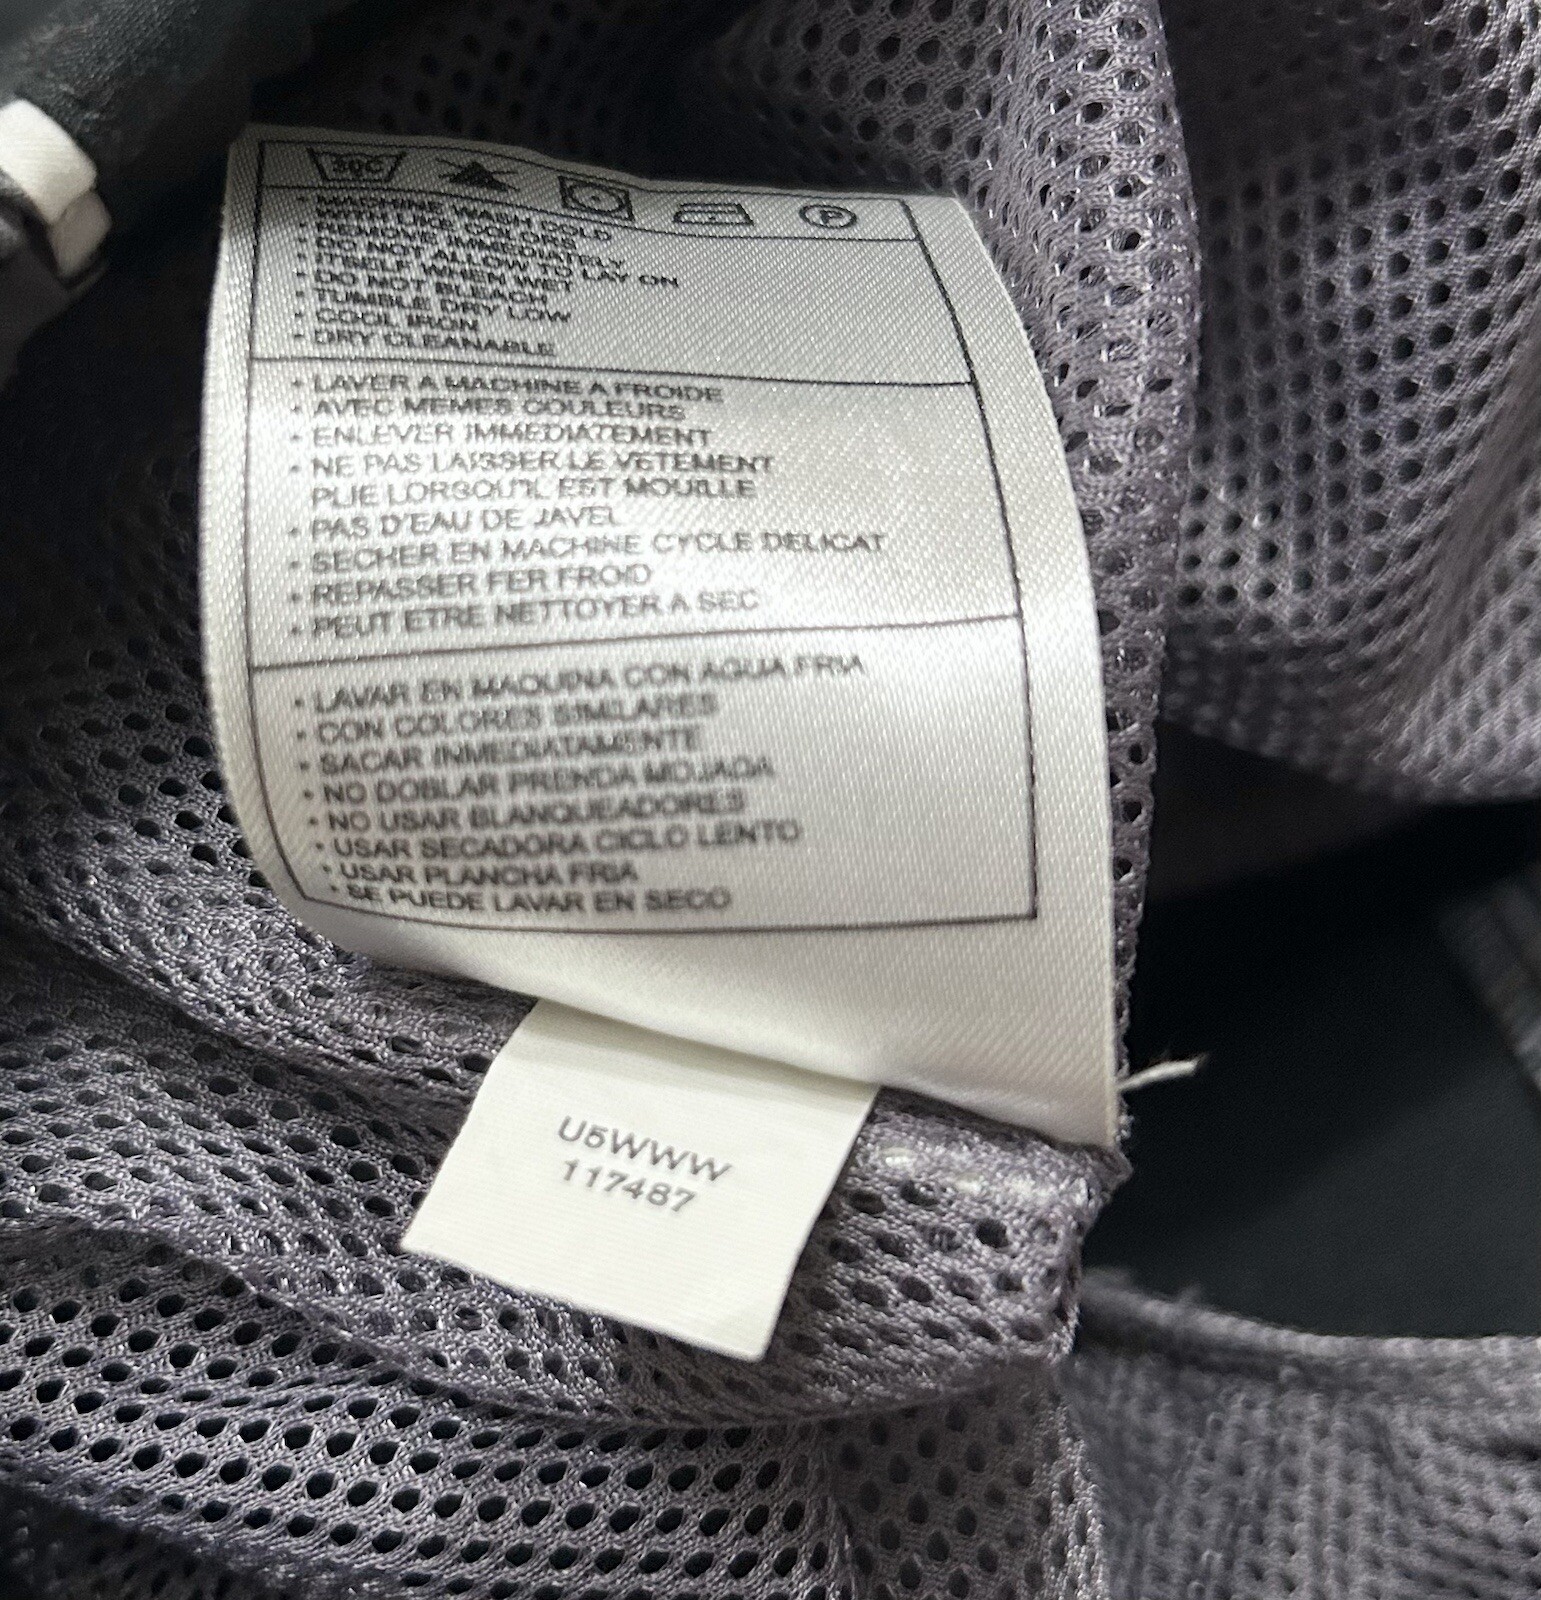 30C
P
• MACHINE WASH COLD
WITH LIKE COLORS
• REMOVE IMMEDIATELY
• DO NOT ALLOW TO LAY ON
ITSELF WHEN WET
• DO NOT BLEACH
• TUMBLE DRY LOW
• COOL IRON
• DRY CLEANABLE
• LAVER A MACHINE A FROIDE
• AVEC MEMES COULEURS
• ENLEVER IMMEDIATEMENT
• NE PAS LAISSER LE VETEMENT
PLIE LORSQU'IL EST MOUILLE
• PAS D'EAU DE JAVEL
• SECHER EN MACHINE CYCLE DELICAT
• REPASSER FER FROID
• PEUT ETRE NETTOYER A SEC
• LAVAR EN MAQUINA CON AGUA FRIA
• CON COLORES SIMILARES
• SACAR INMEDIATAMENTE
• NO DOBLAR PRENDA MOJADA
• NO USAR BLANQUEADORES
• USAR SECADORA CICLO LENTO
• USAR PLANCHA FRIA
• SE PUEDE LAVAR EN SECO
U5WWW
117487